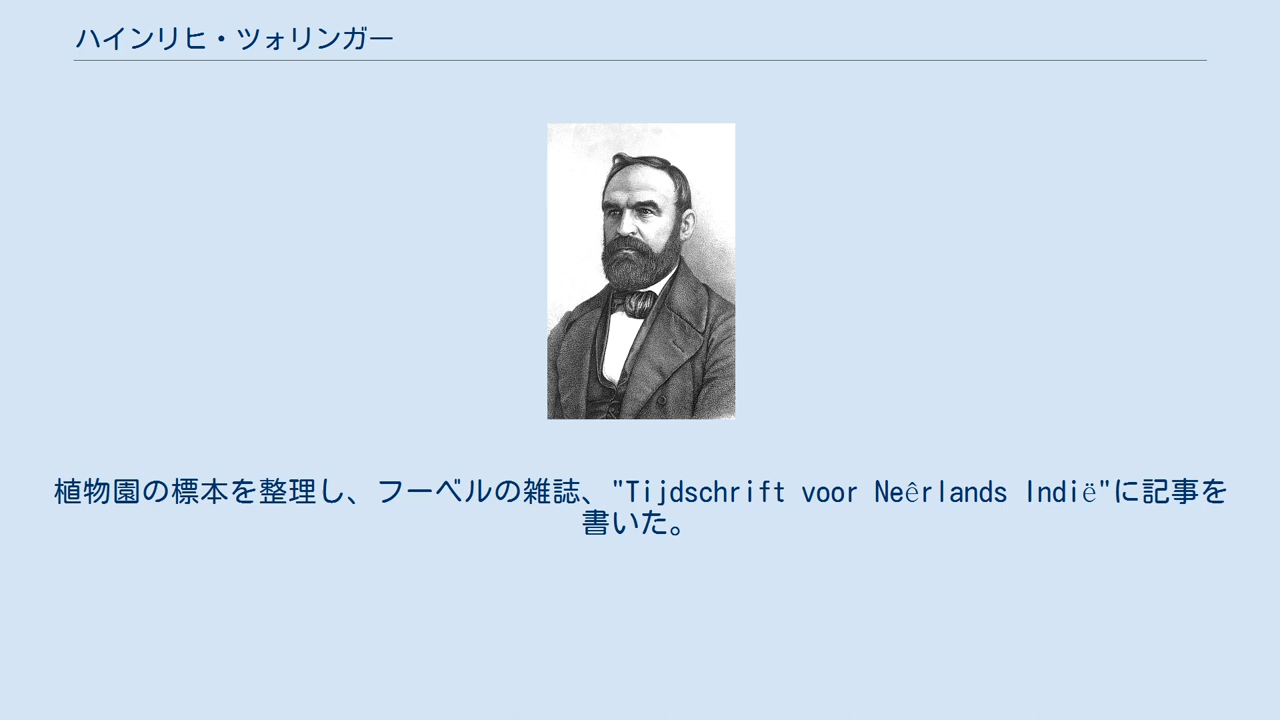 ハインリヒ・ツォリンガー
植物園の標本を整理し、フーベルの雑誌、"Tijdschrift voor Neêrlands Indië"に記事を
書いた。